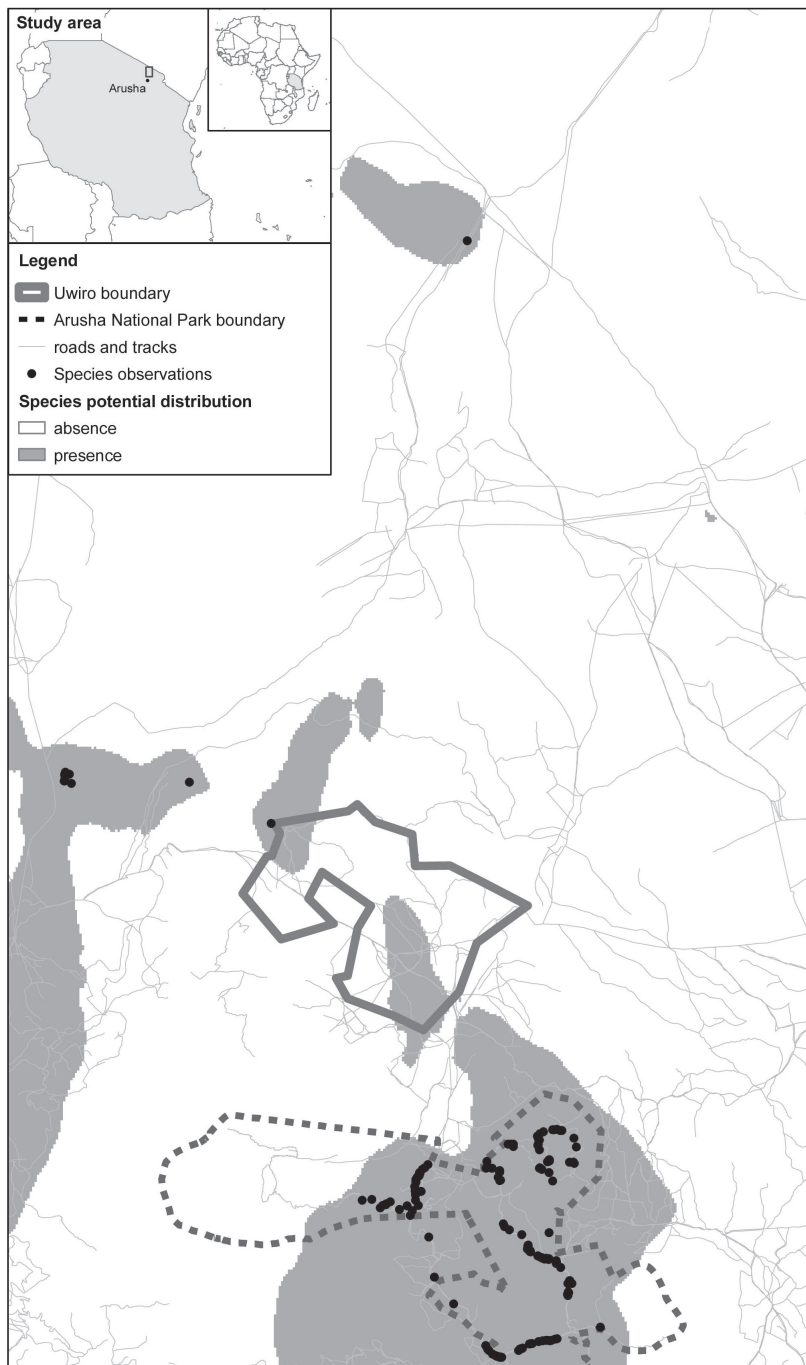 Study area
Arusha
Legend
Uwiro boundary
Arusha National Park boundary
roads and tracks
Species observations
Species potential distribution
absence
presence